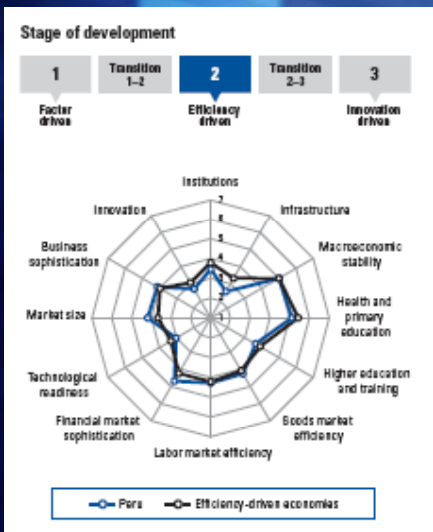 Stage of development
1
Transition
1–2
2
Transition
2–3
3
Factor
driven
Efficiency
driven
Innovation
driven
Institutions
Innovation
Infrastructure
Business
sophistication
Macroeconomic
stability
Market size
Health and
primary
education
Technological
readiness
Higher education
and training
Financial market
sophistication
Goods market
efficiency
Labor market efficiency
7
6
5
4
3
2
1
Peru
Efficiency-driven economies